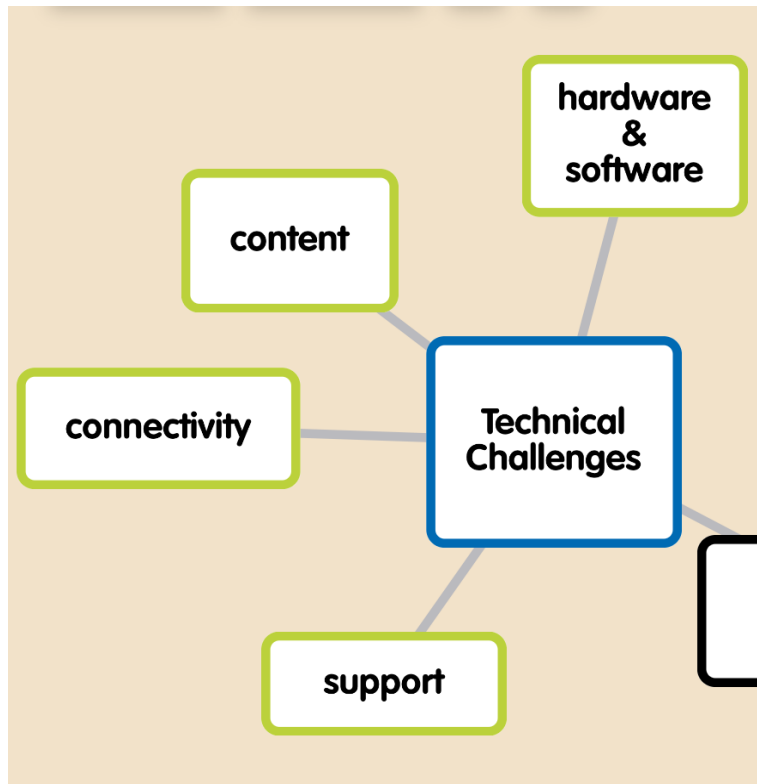 hardware
&
software
content
connectivity
Technical
Challenges
support